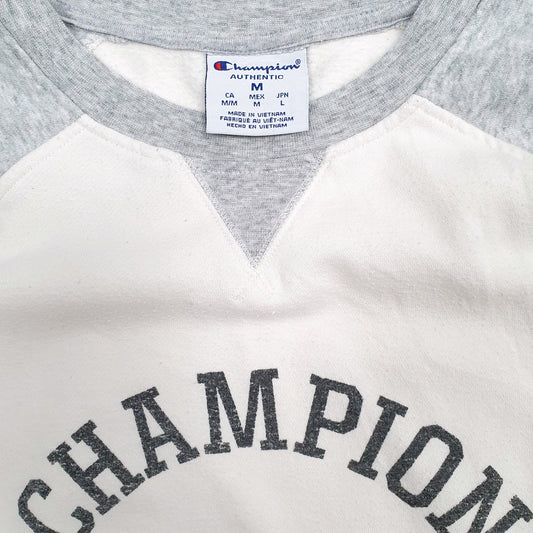 Champion
AUTHENTIC
M
CA MEX JPN
M/M M L
MADE IN VIETNAM
FABRIQUÉ AU VIÊT-NAM
HECHO EN VIETNAM
CHAMPION